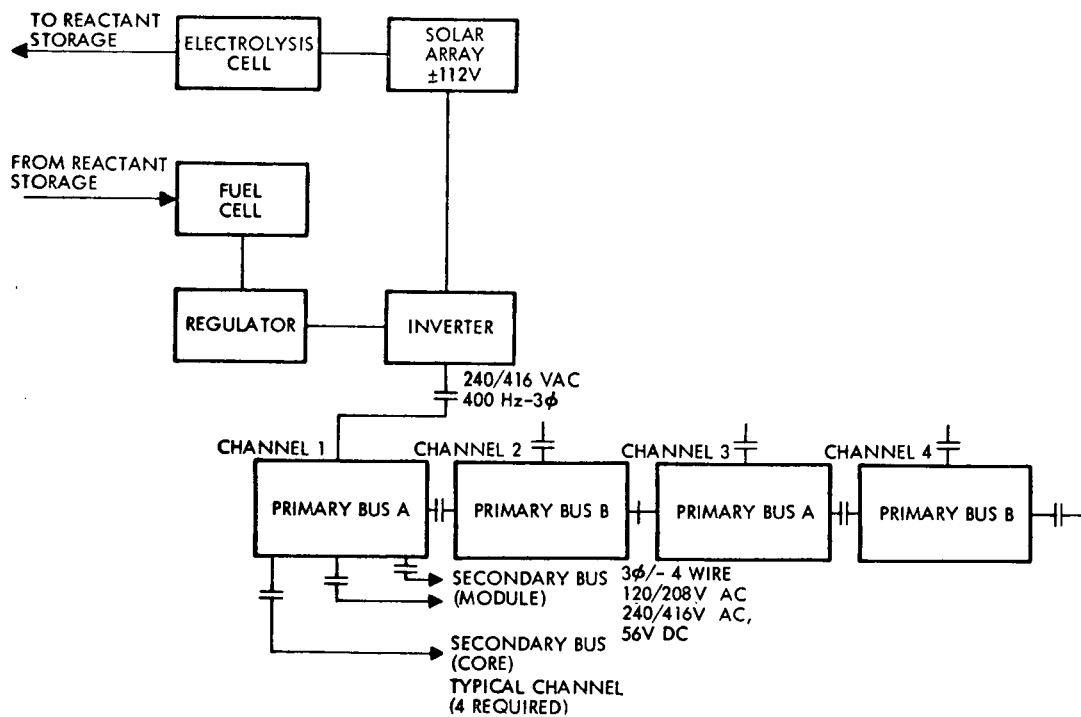 TO REACTANT
STORAGE
ELECTROLYSIS
CELL
SOLAR
ARRAY
±112V
FROM REACTANT
STORAGE
FUEL
CELL
REGULATOR
INVERTER
240/416 VAC
400 Hz-3ϕ
CHANNEL 1
CHANNEL 2
CHANNEL 3
CHANNEL 4
PRIMARY BUS A
PRIMARY BUS B
PRIMARY BUS A
PRIMARY BUS B
SECONDARY BUS
(MODULE)
3ϕ/- 4 WIRE
120/208V AC
240/416V AC,
56V DC
SECONDARY BUS
(CORE)
TYPICAL CHANNEL
(4 REQUIRED)